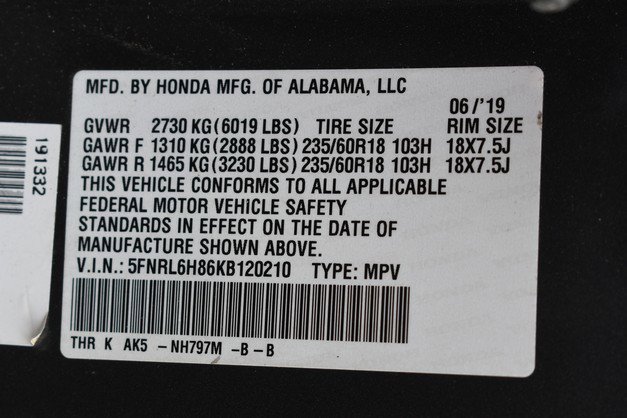 MFD. BY HONDA MFG. OF ALABAMA, LLC
06/'19
GVWR 2730 KG (6019 LBS) TIRE SIZE RIM SIZE
GAWR F 1310 KG (2888 LBS) 235/60R18 103H 18X7.5J
GAWR R 1465 KG (3230 LBS) 235/60R18 103H 18X7.5J
THIS VEHICLE CONFORMS TO ALL APPLICABLE
FEDERAL MOTOR VEHICLE SAFETY
STANDARDS IN EFFECT ON THE DATE OF
MANUFACTURE SHOWN ABOVE.
V.I.N.: 5FNRL6H86KB120210 TYPE: MPV
THR K AK5 -NH797M -B-B
191332